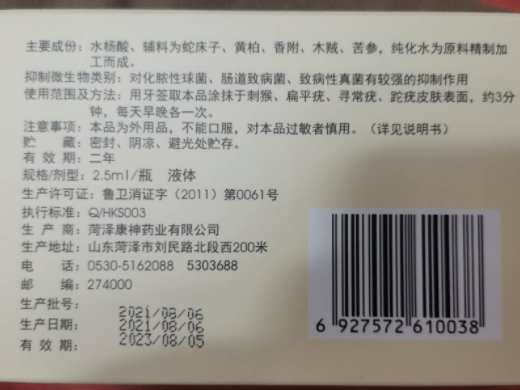 主要成份：水杨酸、辅料为蛇床子、黄柏、香附、木贼、苦参，纯化水为原料精制加
工而成。
抑制微生物类别：对化脓性球菌、肠道致病菌、致病性真菌有较强的抑制作用
使用范围及方法：用牙签取本品涂抹于刺猴、扁平疣、寻常疣、跎疣皮肤表面，约3分
钟，每天早晚各一次。
注意事项：本品为外用品，不能口服，对本品过敏者慎用。（详见说明书）
贮　　藏：密封、阴凉、避光处贮存。
有 效 期：二年
规格/剂型：2.5ml/瓶　液体
生产许可证：鲁卫消证字（2011）第0061号
执行标准：Q/HKS003
生 产 商：菏泽康神药业有限公司
生产地址：山东菏泽市刘民路北段西200米
电　　话：0530-5162088　5303688
邮　　编：274000
生产批号：2021/08/06
生产日期：2021/08/06
有 效 期：2023/08/05
6 927572 610038